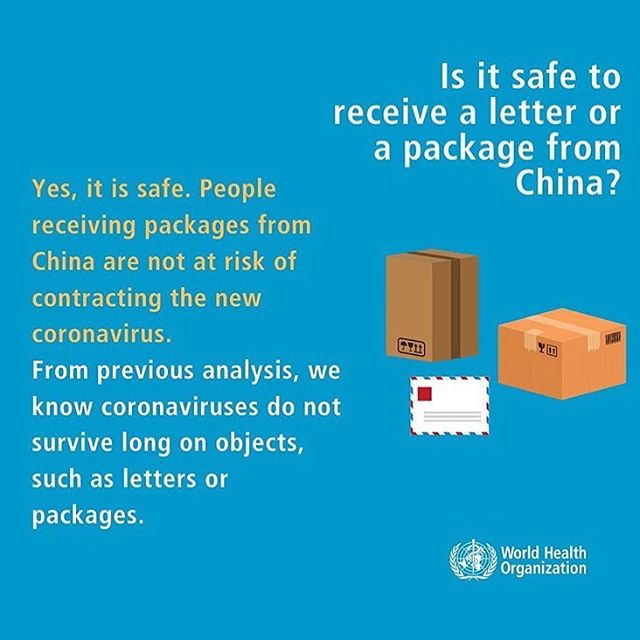 Is it safe to
receive a letter or
a package from
China?
Yes, it is safe. People
receiving packages from
China are not at risk of
contracting the new
coronavirus.
From previous analysis, we
know coronaviruses do not
survive long on objects,
such as letters or
packages.
World Health
Organization